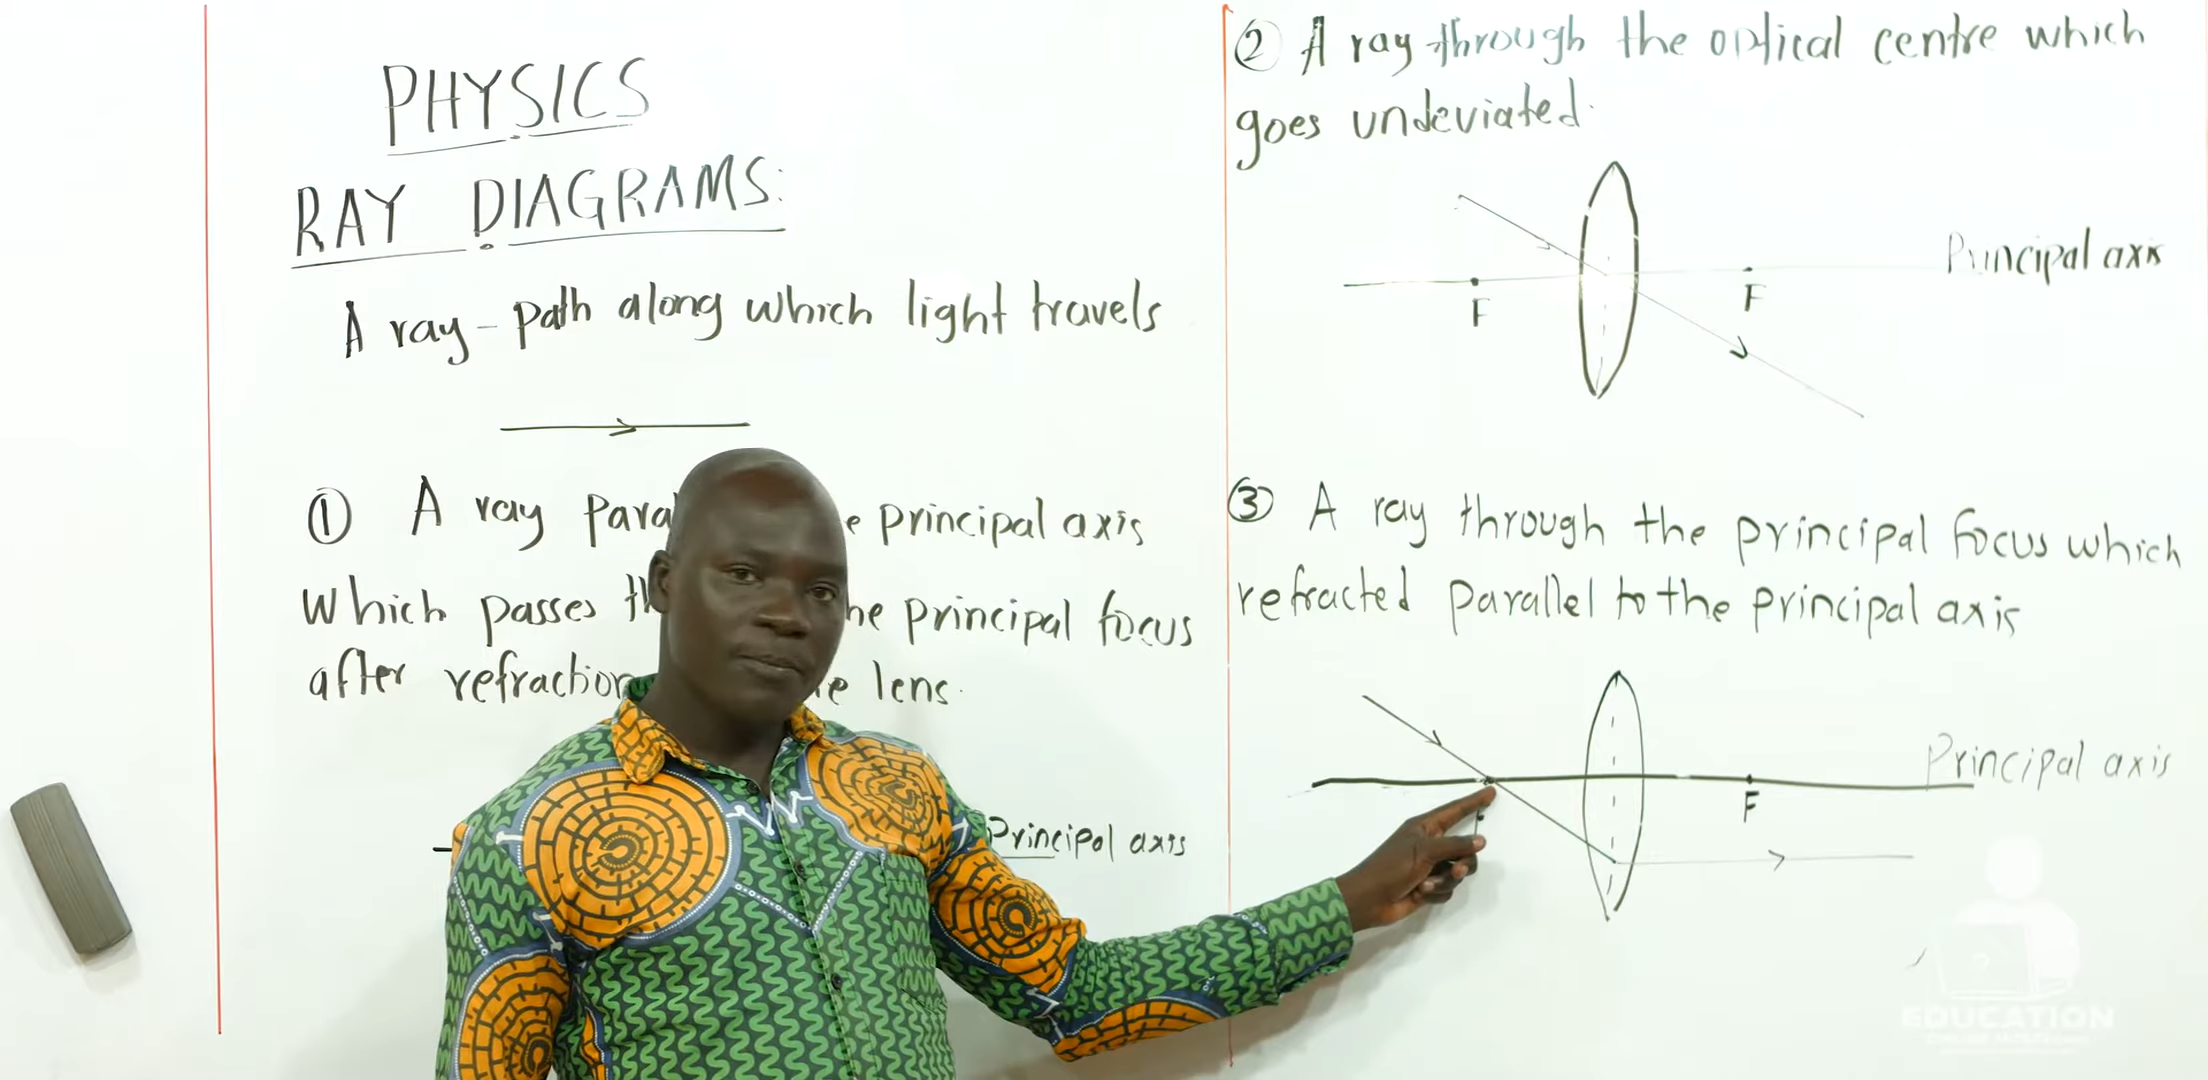 PHYSICS
RAY DIAGRAMS:
A ray - path along which light travels
① A ray para e principal axis
which passes th he principal focus
after refraction e lens.
Principal axis
② A ray through the optical centre which
goes undeviated.
F
F
Principal axis
③ A ray through the principal focus which
refracted parallel to the principal axis
F
Principal axis
EDUCATION